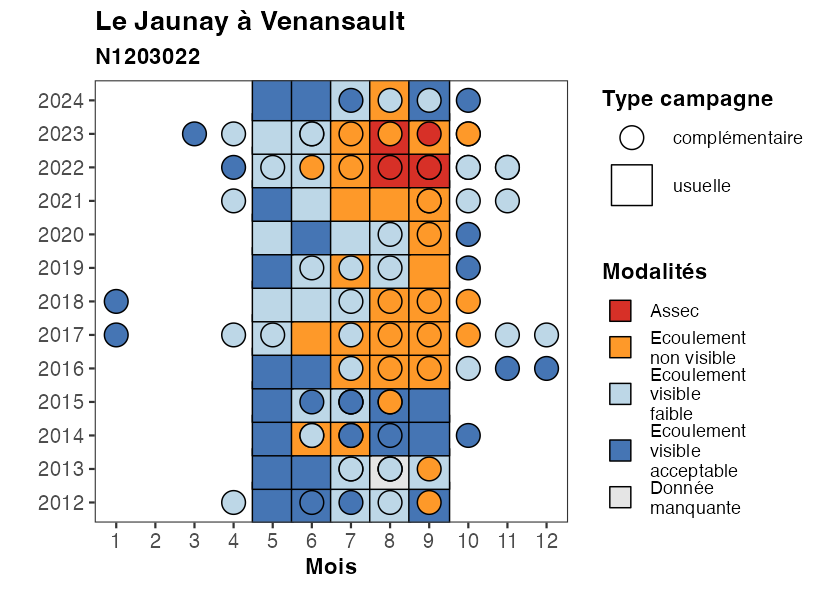 Le Jaunay à Venansault
N1203022
2024
2023
2022
2021
2020
2019
2018
2017
2016
2015
2014
2013
2012
1 2 3 4 5 6 7 8 9 10 11 12
Mois
Type campagne
complémentaire
usuelle
Modalités
Assec
Ecoulement
non visible
Ecoulement
visible
faible
Ecoulement
visible
acceptable
Donnée
manquante